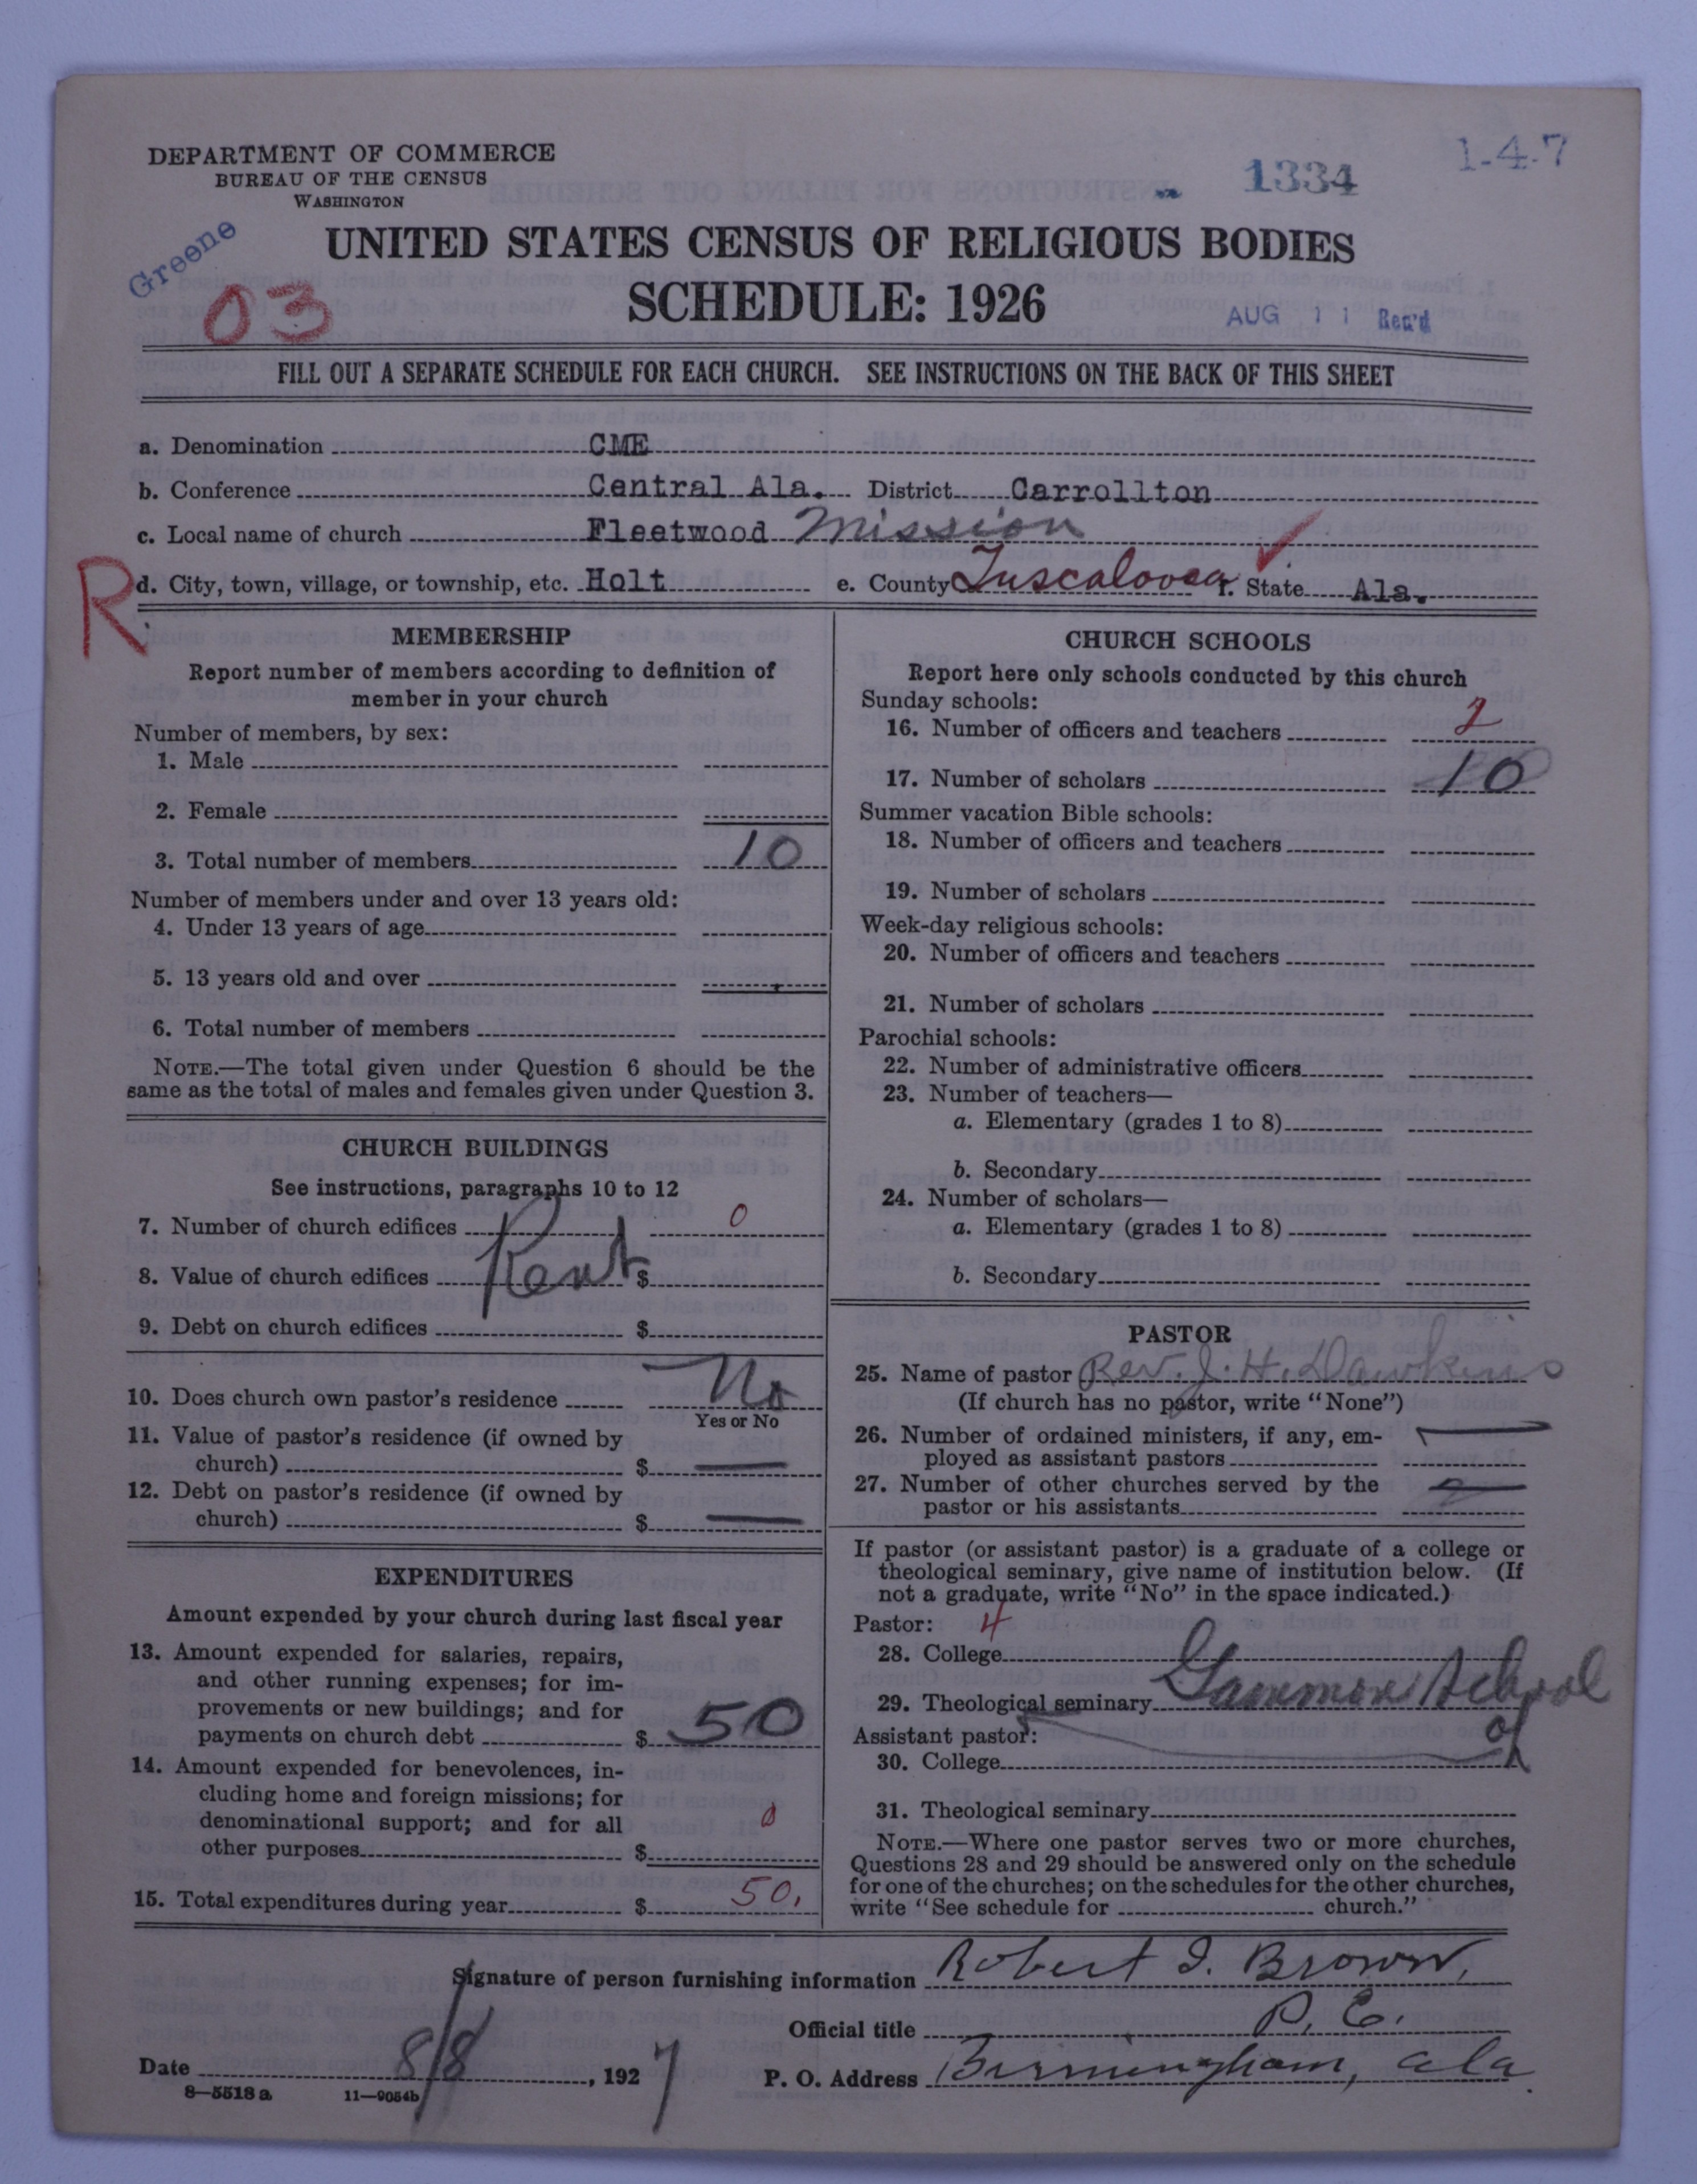 DEPARTMENT OF COMMERCE
BUREAU OF THE CENSUS
WASHINGTON
1334
1-4-7
Greene
03
UNITED STATES CENSUS OF RELIGIOUS BODIES
SCHEDULE: 1926
AUG 11 Rec'd
FILL OUT A SEPARATE SCHEDULE FOR EACH CHURCH. SEE INSTRUCTIONS ON THE BACK OF THIS SHEET
a. Denomination CME
b. Conference Central Ala. District Carrollton
c. Local name of church Fleetwood Mission
R
d. City, town, village, or township, etc. Holt e. County Tuscaloosa f. State Ala.
MEMBERSHIP
Report number of members according to definition of
member in your church
Number of members, by sex:
1. Male
2. Female
3. Total number of members 10
Number of members under and over 13 years old:
4. Under 13 years of age
5. 13 years old and over
6. Total number of members
NOTE.—The total given under Question 6 should be the
same as the total of males and females given under Question 3.
CHURCH BUILDINGS
See instructions, paragraphs 10 to 12
7. Number of church edifices 0
Rent
8. Value of church edifices $
9. Debt on church edifices $
10. Does church own pastor's residence No
Yes or No
11. Value of pastor's residence (if owned by
church) $ —
12. Debt on pastor's residence (if owned by
church) $ —
EXPENDITURES
Amount expended by your church during last fiscal year
13. Amount expended for salaries, repairs,
and other running expenses; for im-
provements or new buildings; and for
payments on church debt $ 50
14. Amount expended for benevolences, in-
cluding home and foreign missions; for
denominational support; and for all
other purposes $ 0
15. Total expenditures during year $ 50.
CHURCH SCHOOLS
Report here only schools conducted by this church
Sunday schools:
16. Number of officers and teachers 2
17. Number of scholars 10
Summer vacation Bible schools:
18. Number of officers and teachers
19. Number of scholars
Week-day religious schools:
20. Number of officers and teachers
21. Number of scholars
Parochial schools:
22. Number of administrative officers
23. Number of teachers—
a. Elementary (grades 1 to 8)
b. Secondary
24. Number of scholars—
a. Elementary (grades 1 to 8)
b. Secondary
PASTOR
25. Name of pastor Rev. J. H. Dawkins
(If church has no pastor, write "None")
26. Number of ordained ministers, if any, em-
ployed as assistant pastors —
27. Number of other churches served by the
pastor or his assistants
If pastor (or assistant pastor) is a graduate of a college or
theological seminary, give name of institution below. (If
not a graduate, write "No" in the space indicated.)
Pastor: 4
28. College
29. Theological seminary Gammon School
of
Assistant pastor:
30. College
31. Theological seminary
NOTE.—Where one pastor serves two or more churches,
Questions 28 and 29 should be answered only on the schedule
for one of the churches; on the schedules for the other churches,
write "See schedule for church."
Signature of person furnishing information Robert I. Brown,
Official title P. E.
Date 8/8, 1927 P. O. Address Birmingham, Ala.
8—5518a 11—9054b